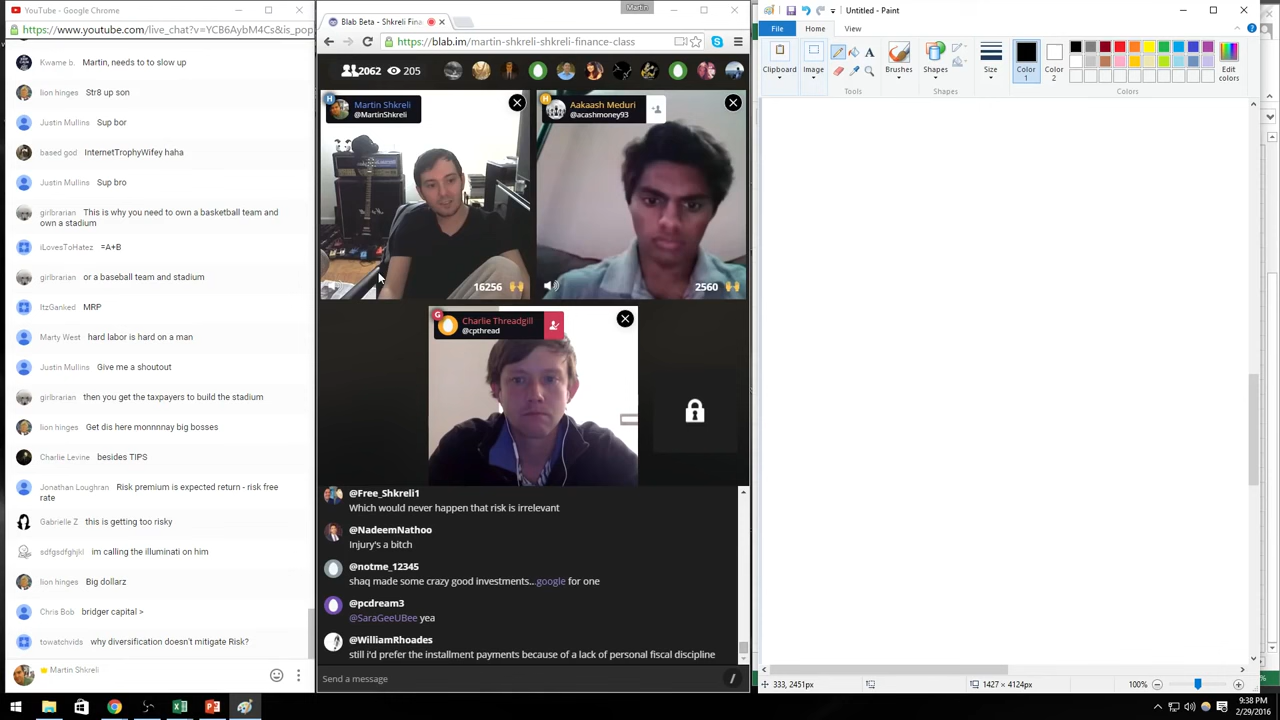 YouTube - Google Chrome
https://www.youtube.com/live_chat?v=YCB6AybM4Cs&is_pop
Kwame b. Martin, needs to to slow up
lion hinges Str8 up son
Justin Mullins Sup bor
based god InternetTrophyWifey haha
Justin Mullins Sup bro
girlbrarian This is why you need to own a basketball team and
own a stadium
iLovesToHatez =A+B
girlbrarian or a baseball team and stadium
ItzGanked MRP
Marty West hard labor is hard on a man
Justin Mullins Give me a shoutout
girlbrarian then you get the taxpayers to build the stadium
lion hinges Get dis here monnnnay big bosses
Charlie Levine besides TIPS
Jonathan Loughran Risk premium is expected return - risk free
rate
Gabrielle Z this is getting too risky
sdfgsdfghjkl im calling the illuminati on him
lion hinges Big dollarz
Chris Bob bridger capital >
towatchvids why diversification doesn't mitigate Risk?
Martin Shkreli
Martin
Blab Beta - Shkreli Fina
https://blab.im/martin-shkreli-shkreli-finance-class
2062 205
H Martin Shkreli
@MartinShkreli
16256
H Aakaash Meduri
@acashmoney93
2560
G Charlie Threadgill
@cpthread
@Free_Shkreli1
Which would never happen that risk is irrelevant
@NadeemNathoo
Injury's a bitch
@notme_12345
shaq made some crazy good investments...google for one
@pcdream3
@SaraGeeUBee yea
@WilliamRhoades
still i'd prefer the installment payments because of a lack of personal fiscal discipline
Send a message
/
Untitled - Paint
File Home View
Clipboard Image Brushes Shapes Size Color 1 Color 2 Edit colors
Tools Shapes Colors
333, 2451px 1427 × 4124px 100%
9:38 PM
2/29/2016